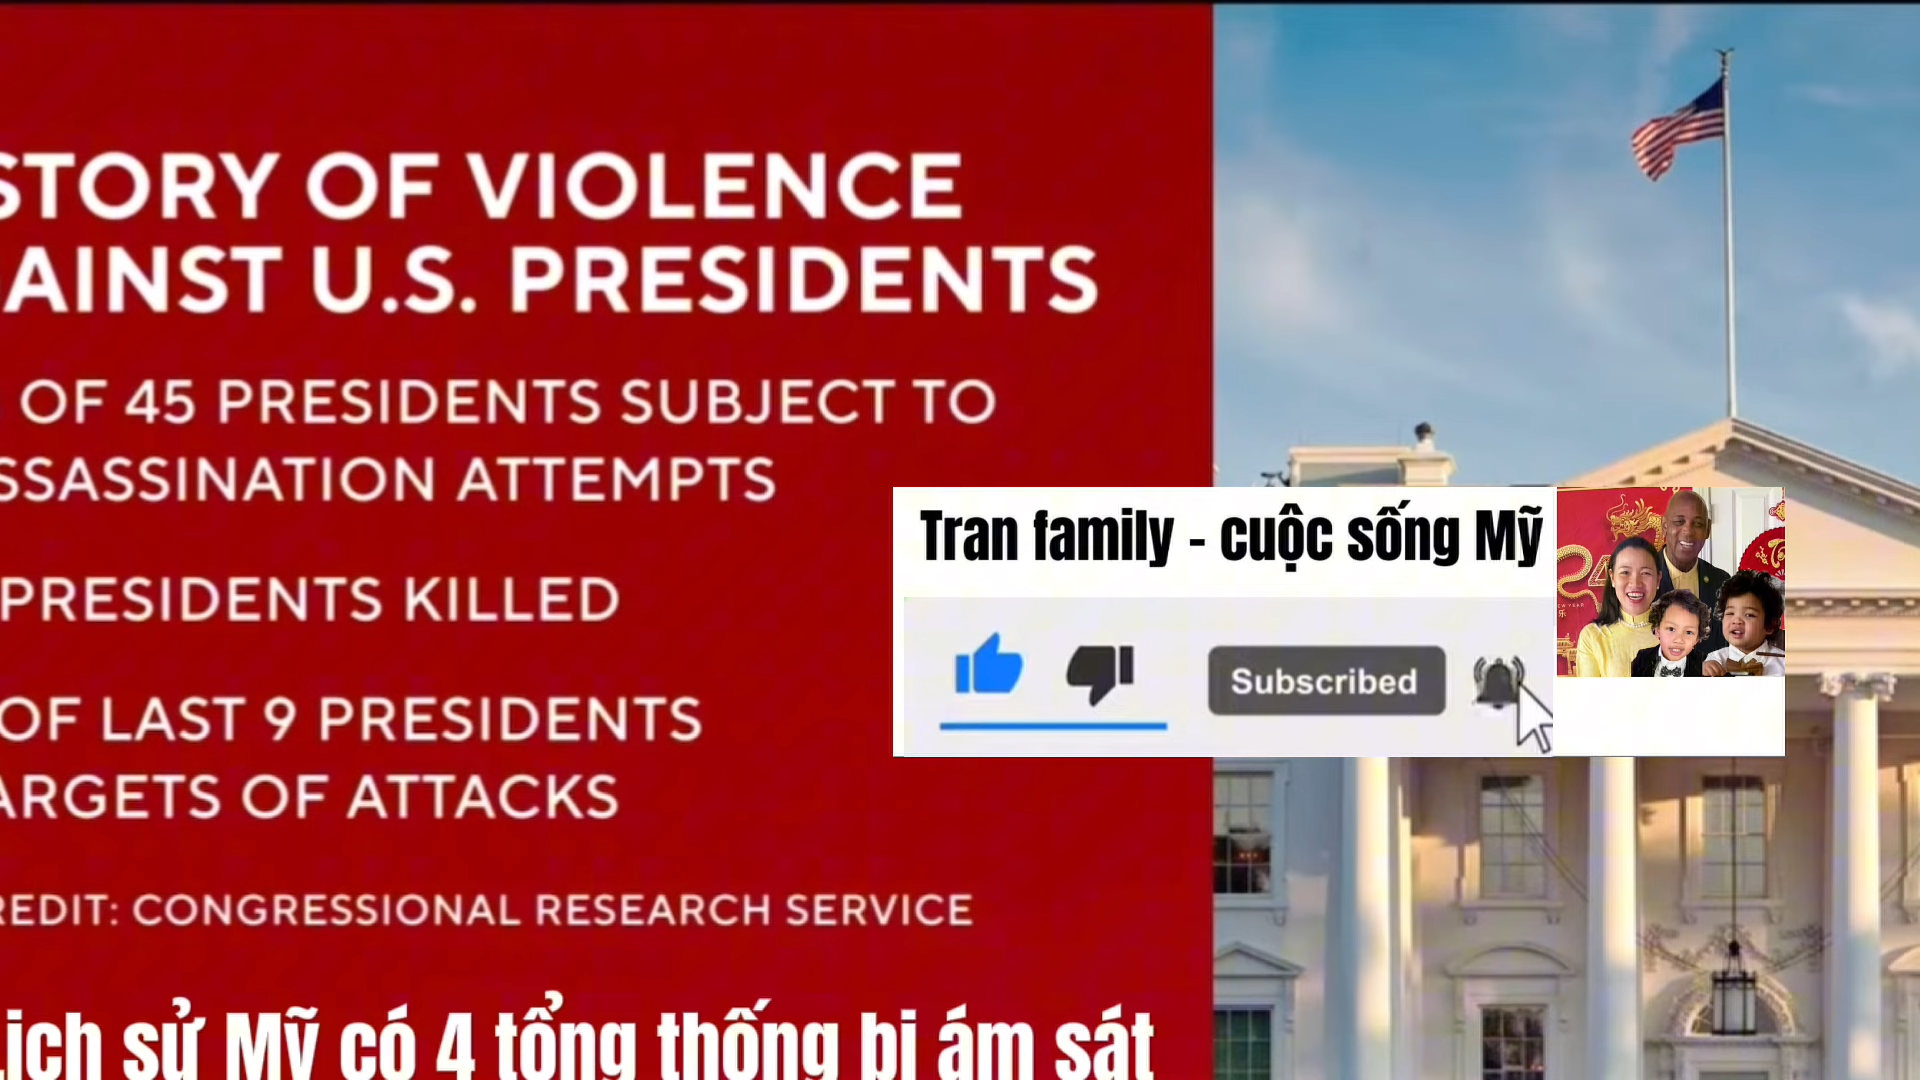 STORY OF VIOLENCE
AINST U.S. PRESIDENTS
OF 45 PRESIDENTS SUBJECT TO
SSASSINATION ATTEMPTS
PRESIDENTS KILLED
OF LAST 9 PRESIDENTS
ARGETS OF ATTACKS
REDIT: CONGRESSIONAL RESEARCH SERVICE
Tran family - cuộc sống Mỹ
Subscribed
Lịch sử Mỹ có 4 tổng thống bị ám sát